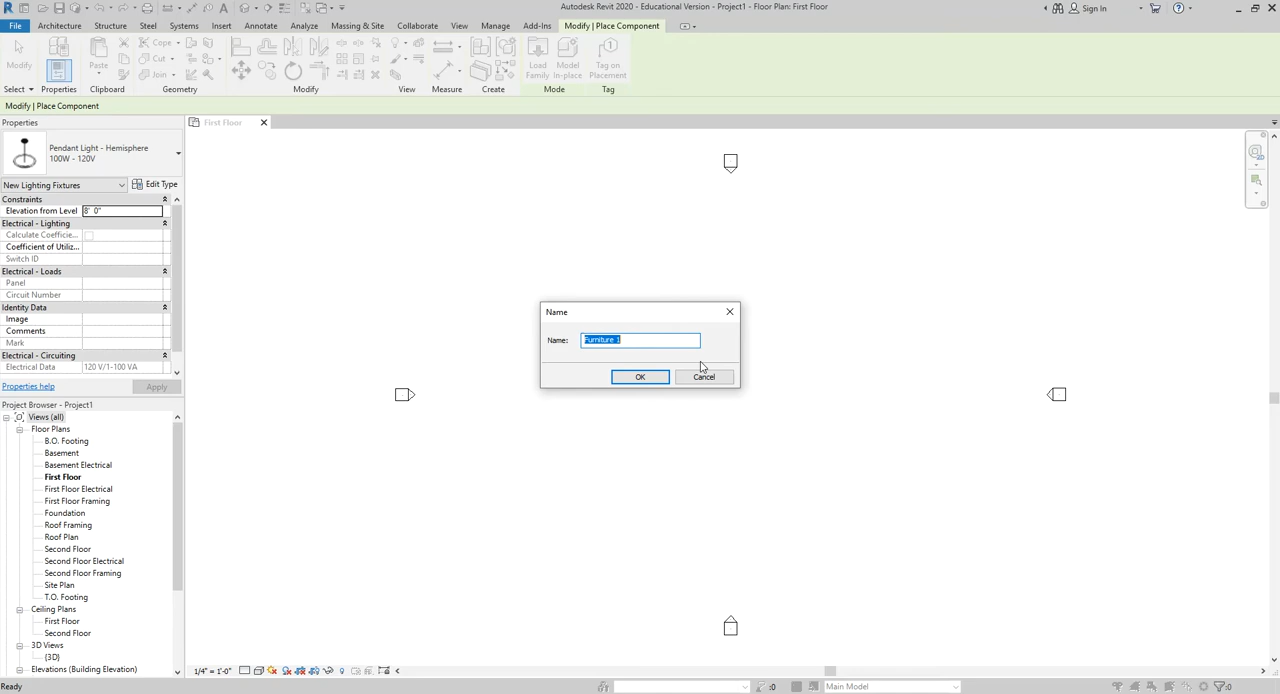 Autodesk Revit 2020 - Educational Version - Project1 - Floor Plan: First Floor
Sign In
File Architecture Structure Steel Systems Insert Annotate Analyze Massing & Site Collaborate View Manage Add-Ins Modify | Place Component
Cope
Cut
Join
Modify
Paste
Load Family
Model In-place
Tag on Placement
Select Properties Clipboard Geometry Modify View Measure Create Mode Tag
Modify | Place Component
Properties
First Floor
Pendant Light - Hemisphere
100W - 120V
New Lighting Fixtures
Edit Type
Constraints
Elevation from Level 8' 0"
Electrical - Lighting
Calculate Coefficie...
Coefficient of Utiliz...
Switch ID
Electrical - Loads
Panel
Circuit Number
Identity Data
Image
Comments
Mark
Electrical - Circuiting
Electrical Data 120 V/1-100 VA
Properties help
Apply
Name
Name: Furniture 1
OK
Cancel
Project Browser - Project1
Views (all)
Floor Plans
B.O. Footing
Basement
Basement Electrical
First Floor
First Floor Electrical
First Floor Framing
Foundation
Roof Framing
Roof Plan
Second Floor
Second Floor Electrical
Second Floor Framing
Site Plan
T.O. Footing
Ceiling Plans
First Floor
Second Floor
3D Views
{3D}
Elevations (Building Elevation)
1/4" = 1'-0"
Ready
:0
Main Model
:0